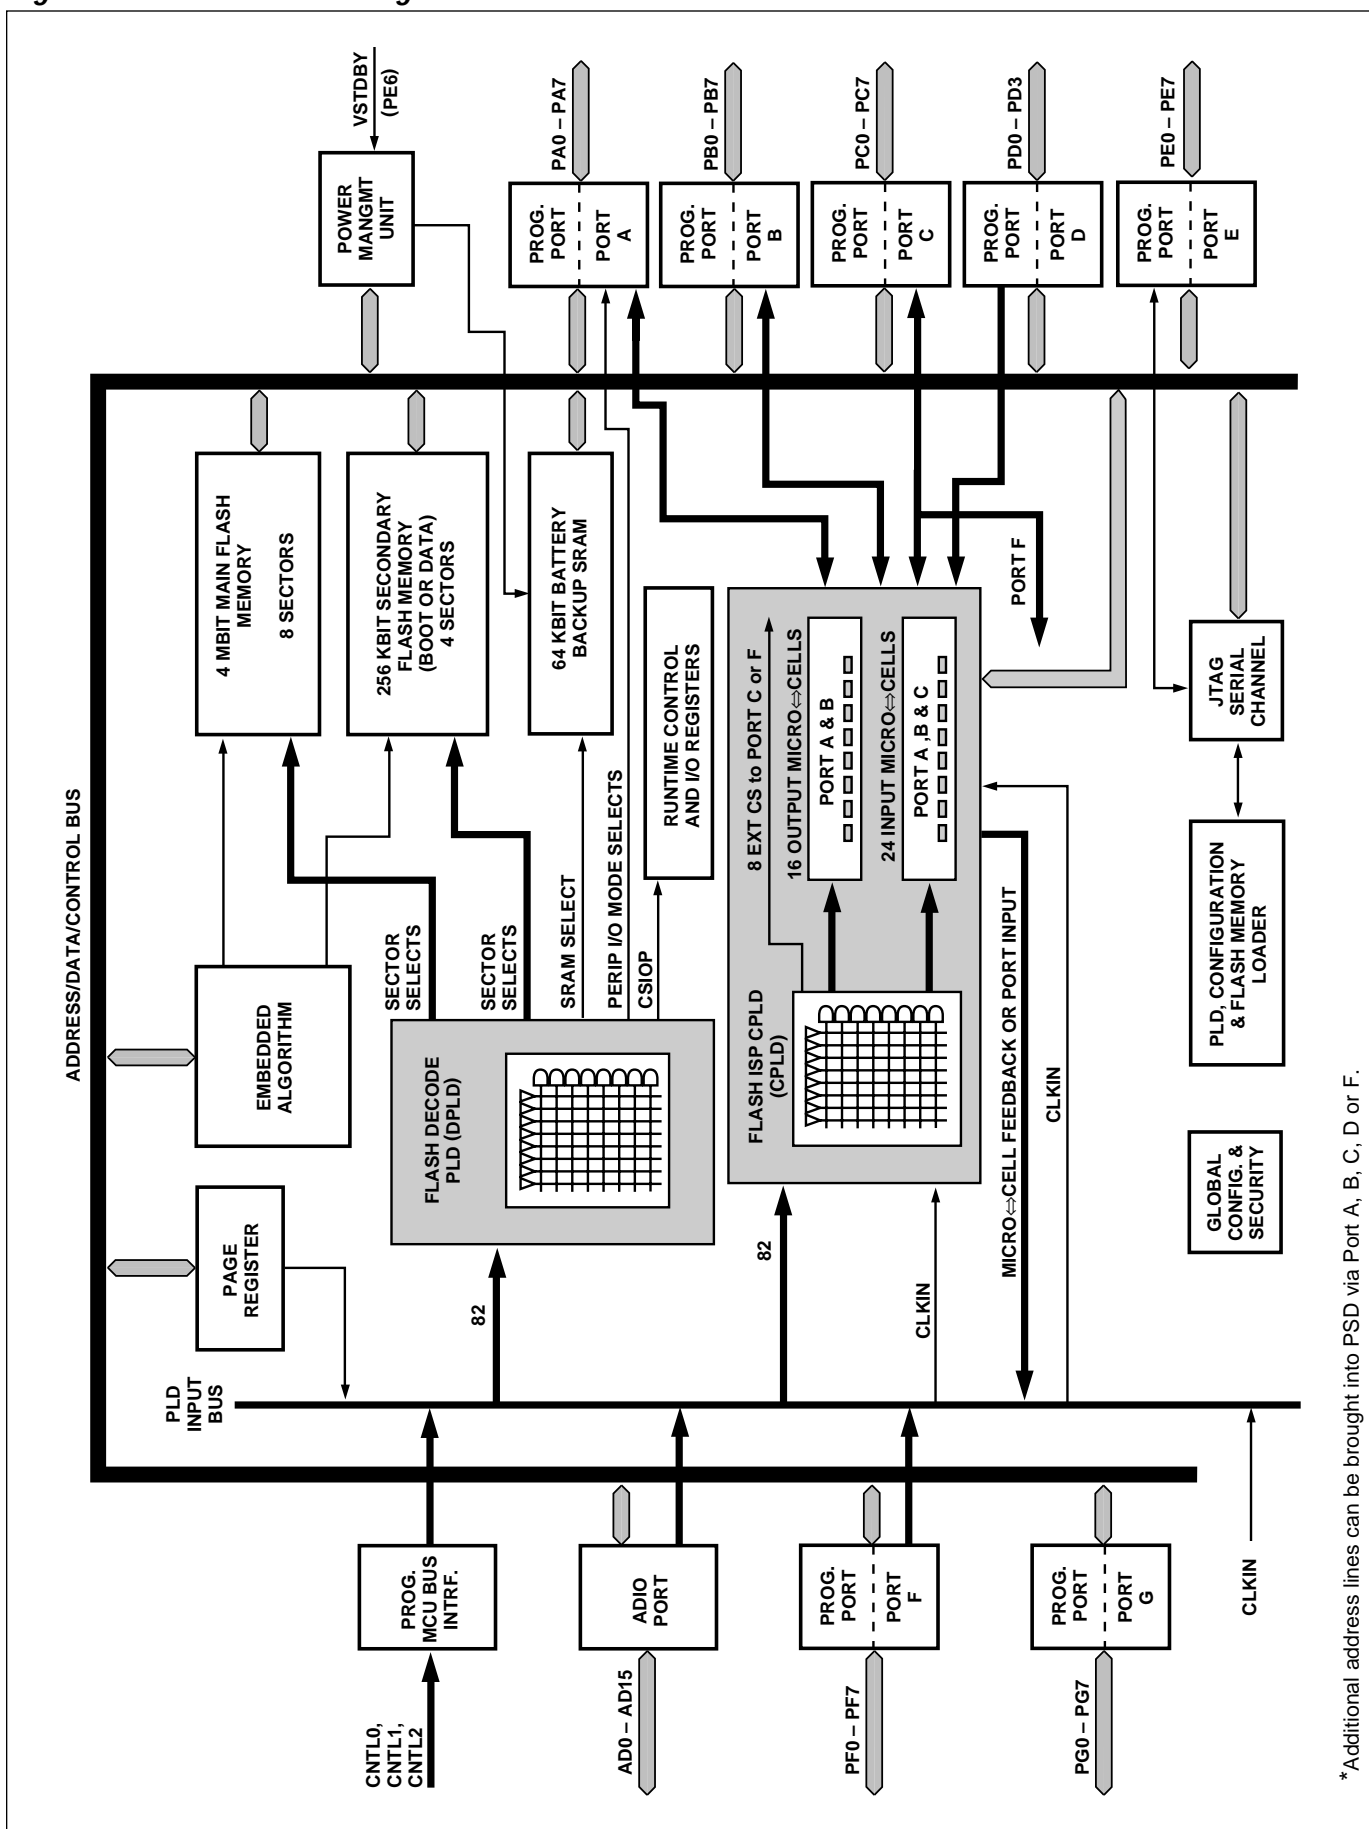 ADDRESS/DATA/CONTROL BUS
CNTL0,
CNTL1,
CNTL2
PROG.
MCU BUS
INTRF.
PLD
INPUT
BUS
PAGE
REGISTER
EMBEDDED
ALGORITHM
4 MBIT MAIN FLASH
MEMORY
8 SECTORS
POWER
MANGMT
UNIT
VSTDBY
(PE6)
SECTOR
SELECTS
256 KBIT SECONDARY
FLASH MEMORY
(BOOT OR DATA)
4 SECTORS
82
FLASH DECODE
PLD (DPLD)
SECTOR
SELECTS
SRAM SELECT
64 KBIT BATTERY
BACKUP SRAM
PROG.
PORT
PORT
A
PA0 – PA7
AD0 – AD15
ADIO
PORT
PERIP I/O MODE SELECTS
CSIOP
RUNTIME CONTROL
AND I/O REGISTERS
PROG.
PORT
PORT
B
PB0 – PB7
82
FLASH ISP CPLD
(CPLD)
8 EXT CS to PORT C or F
16 OUTPUT MICRO⇔CELLS
PORT A & B
24 INPUT MICRO⇔CELLS
PORT A ,B & C
PROG.
PORT
PORT
C
PC0 – PC7
PF0 – PF7
PROG.
PORT
PORT
F
CLKIN
MICRO⇔CELL FEEDBACK OR PORT INPUT
PORT F
PROG.
PORT
PORT
D
PD0 – PD3
CLKIN
PG0 – PG7
PROG.
PORT
PORT
G
PROG.
PORT
PORT
E
PE0 – PE7
CLKIN
GLOBAL
CONFIG. &
SECURITY
PLD, CONFIGURATION
& FLASH MEMORY
LOADER
JTAG
SERIAL
CHANNEL
*Additional address lines can be brought into PSD via Port A, B, C, D or F.